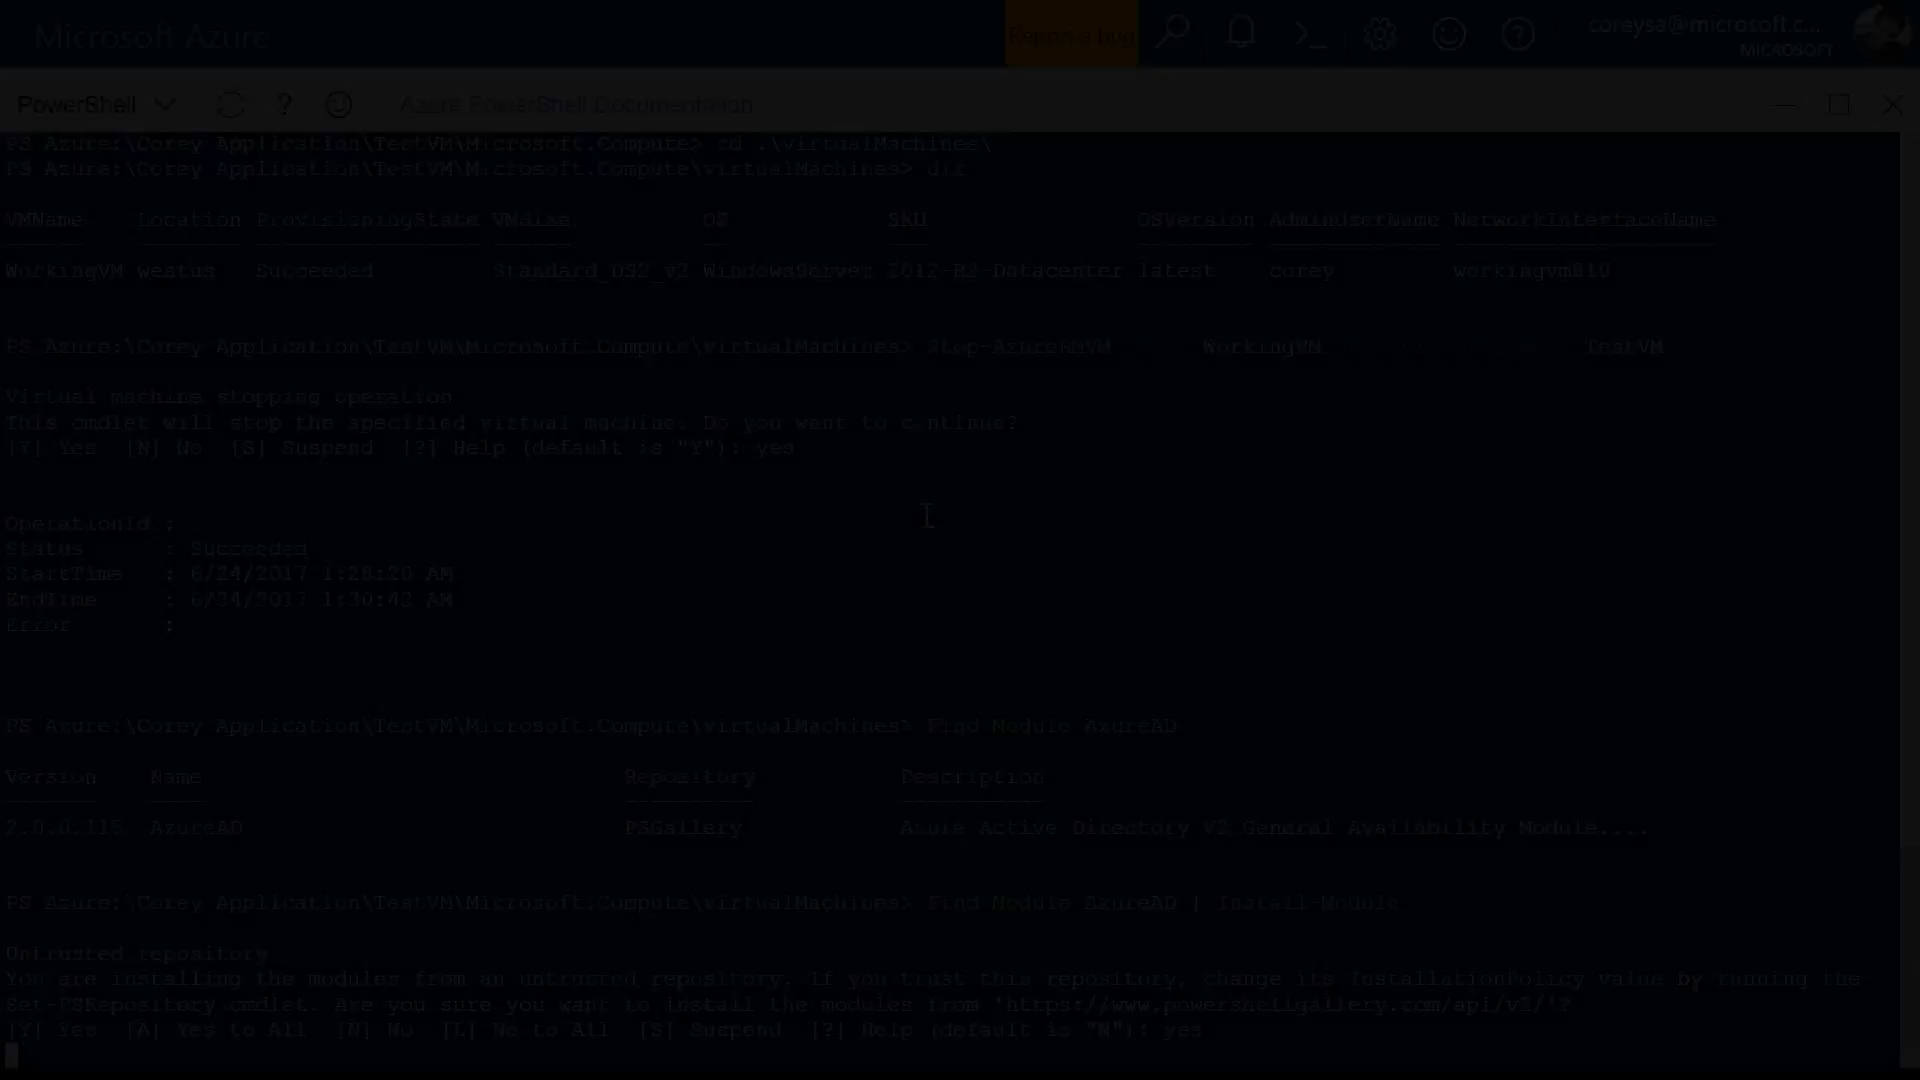 Microsoft Azure
Report a bug
coreysa@microsoft.c...
MICROSOFT
PowerShell
Azure PowerShell Documentation
PS Azure:\Corey Application\TestVM\Microsoft.Compute> cd .\virtualMachines\
PS Azure:\Corey Application\TestVM\Microsoft.Compute\virtualMachines> dir
VMName Location ProvisioningState VMSize OS SKU OSVersion AdminUserName NetworkInterfaceName
WorkingVM westus Succeeded Standard_DS2_v2 WindowsServer 2012-R2-Datacenter latest corey workingvm810
PS Azure:\Corey Application\TestVM\Microsoft.Compute\virtualMachines> Stop-AzureRmVM WorkingVM TestVM
Virtual machine stopping operation
This cmdlet will stop the specified virtual machine. Do you want to continue?
[Y] Yes [N] No [S] Suspend [?] Help (default is "Y"): yes
OperationId :
Status : Succeeded
StartTime : 6/24/2017 1:28:20 AM
EndTime : 6/24/2017 1:30:42 AM
Error :
PS Azure:\Corey Application\TestVM\Microsoft.Compute\virtualMachines> Find-Module AzureAD
Version Name Repository Description
2.0.0.115 AzureAD PSGallery Azure Active Directory V2 General Availability Module....
PS Azure:\Corey Application\TestVM\Microsoft.Compute\virtualMachines> Find-Module AzureAD | Install-Module
Untrusted repository
You are installing the modules from an untrusted repository. If you trust this repository, change its InstallationPolicy value by running the
Set-PSRepository cmdlet. Are you sure you want to install the modules from 'https://www.powershellgallery.com/api/v2/'?
[Y] Yes [A] Yes to All [N] No [L] No to All [S] Suspend [?] Help (default is "N"): yes